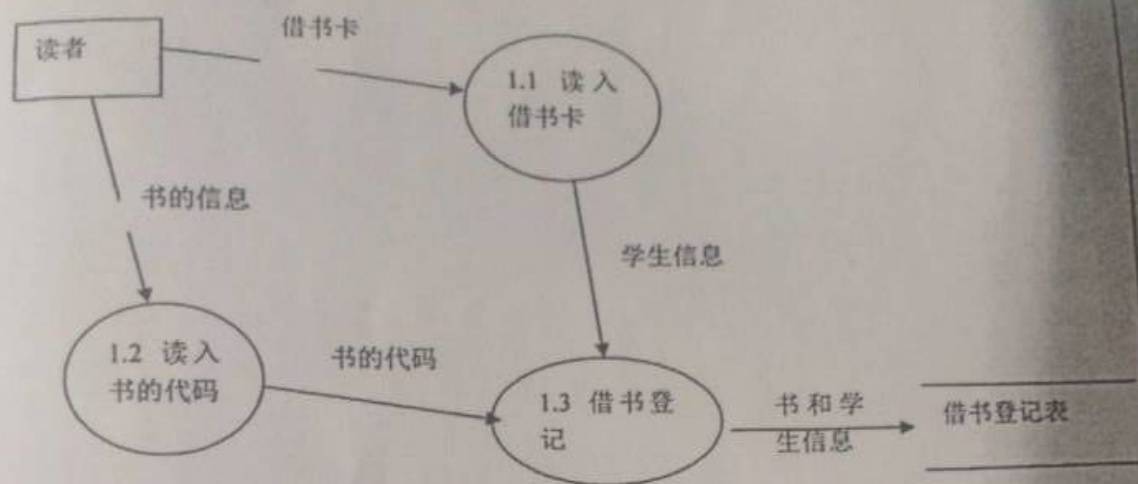 借书卡
读者
1.1 读入
借书卡
书的信息
学生信息
1.2 读入
书的代码
书的代码
1.3 借书登
记
书和学
生信息
借书登记表